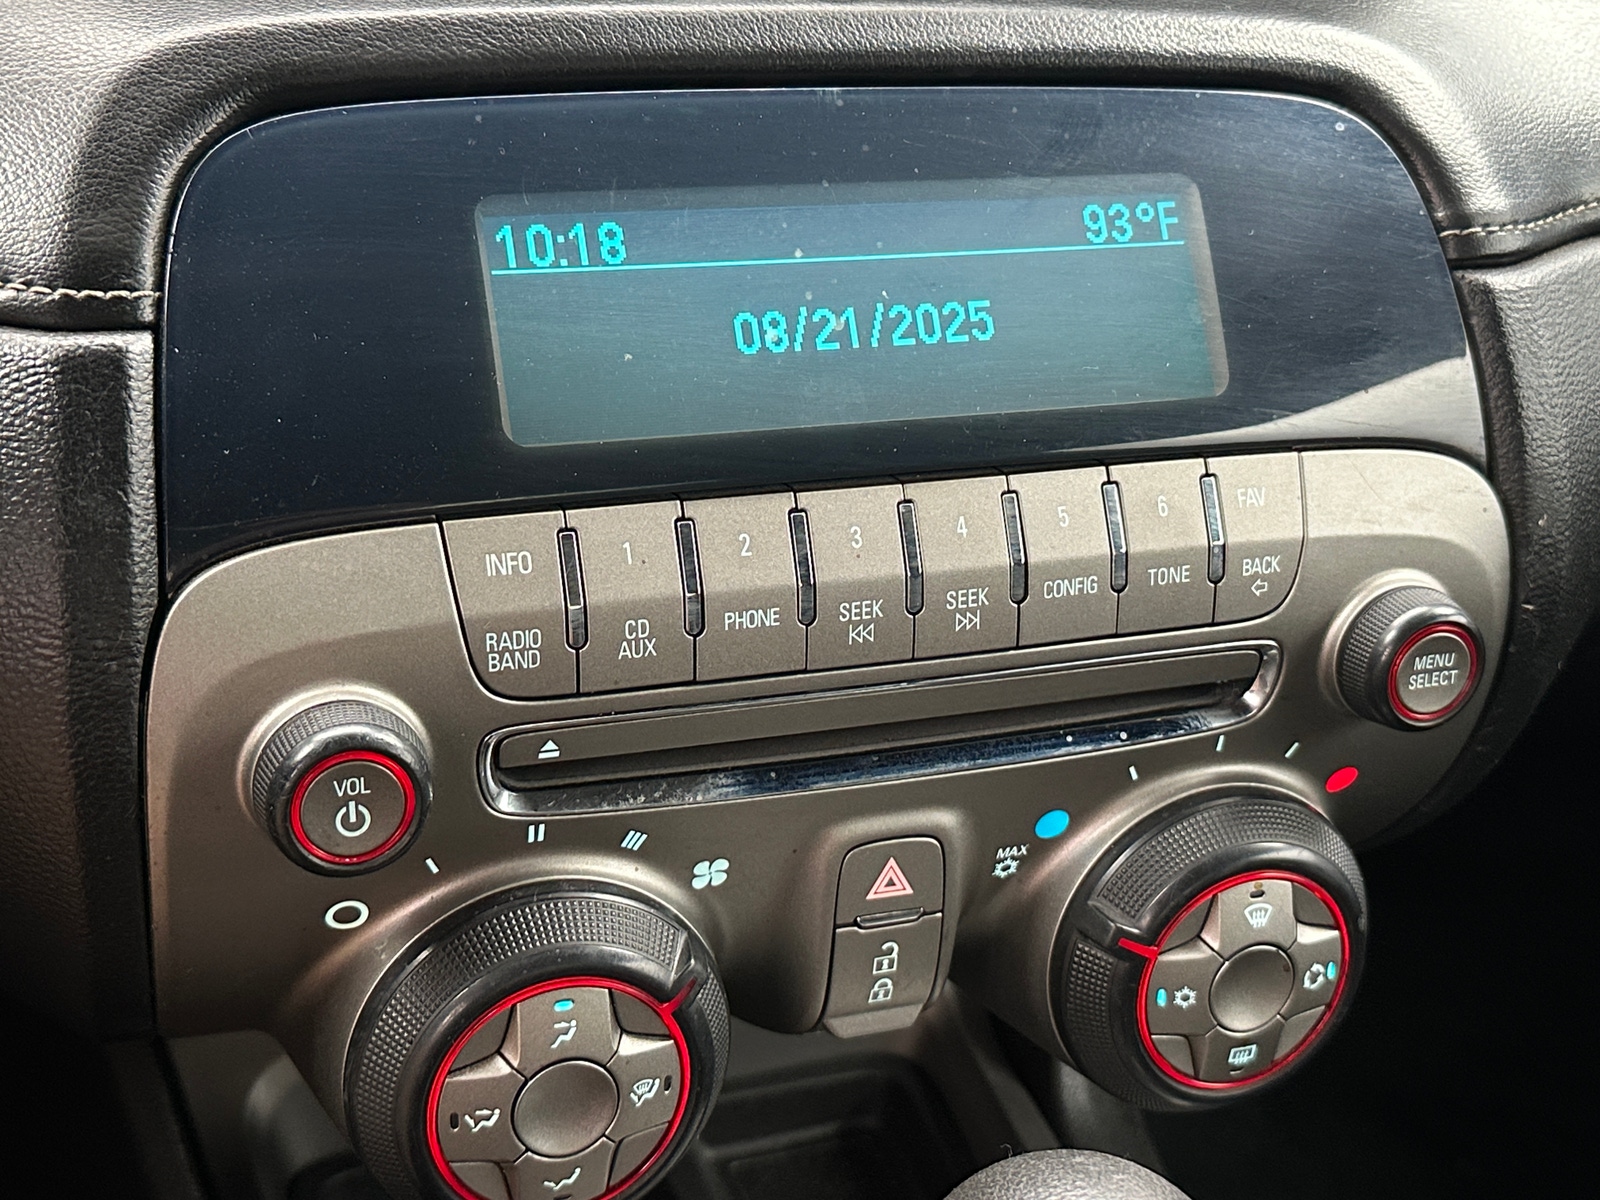 10:18 93°F
08/21/2025
INFO 1 2 3 4 5 6 FAV
RADIO BAND
CD AUX
PHONE
SEEK
SEEK
CONFIG
TONE
BACK
VOL
MENU
SELECT
MAX